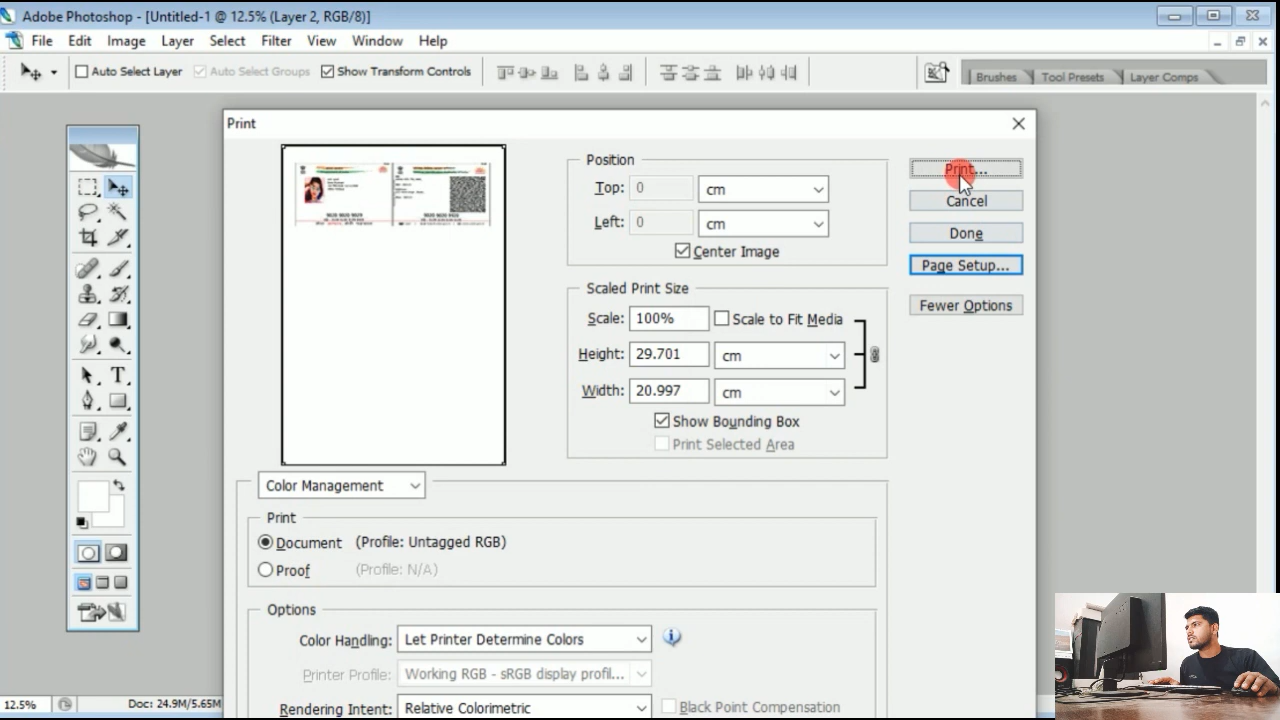 Adobe Photoshop - [Untitled-1 @ 12.5% (Layer 2, RGB/8)]
File Edit Image Layer Select Filter View Window Help
Auto Select Layer Auto Select Groups Show Transform Controls Brushes Tool Presets Layer Comps
Print
Position
Top: 0 cm
Left: 0 cm
Center Image
Scaled Print Size
Scale: 100% Scale to Fit Media
Height: 29.701 cm
Width: 20.997 cm
Show Bounding Box
Print Selected Area
Print...
Cancel
Done
Page Setup...
Fewer Options
Color Management
Print
Document (Profile: Untagged RGB)
Proof (Profile: N/A)
Options
Color Handling: Let Printer Determine Colors
Printer Profile: Working RGB - sRGB display profil...
Rendering Intent: Relative Colorimetric Black Point Compensation
12.5% Doc: 24.9M/5.65M